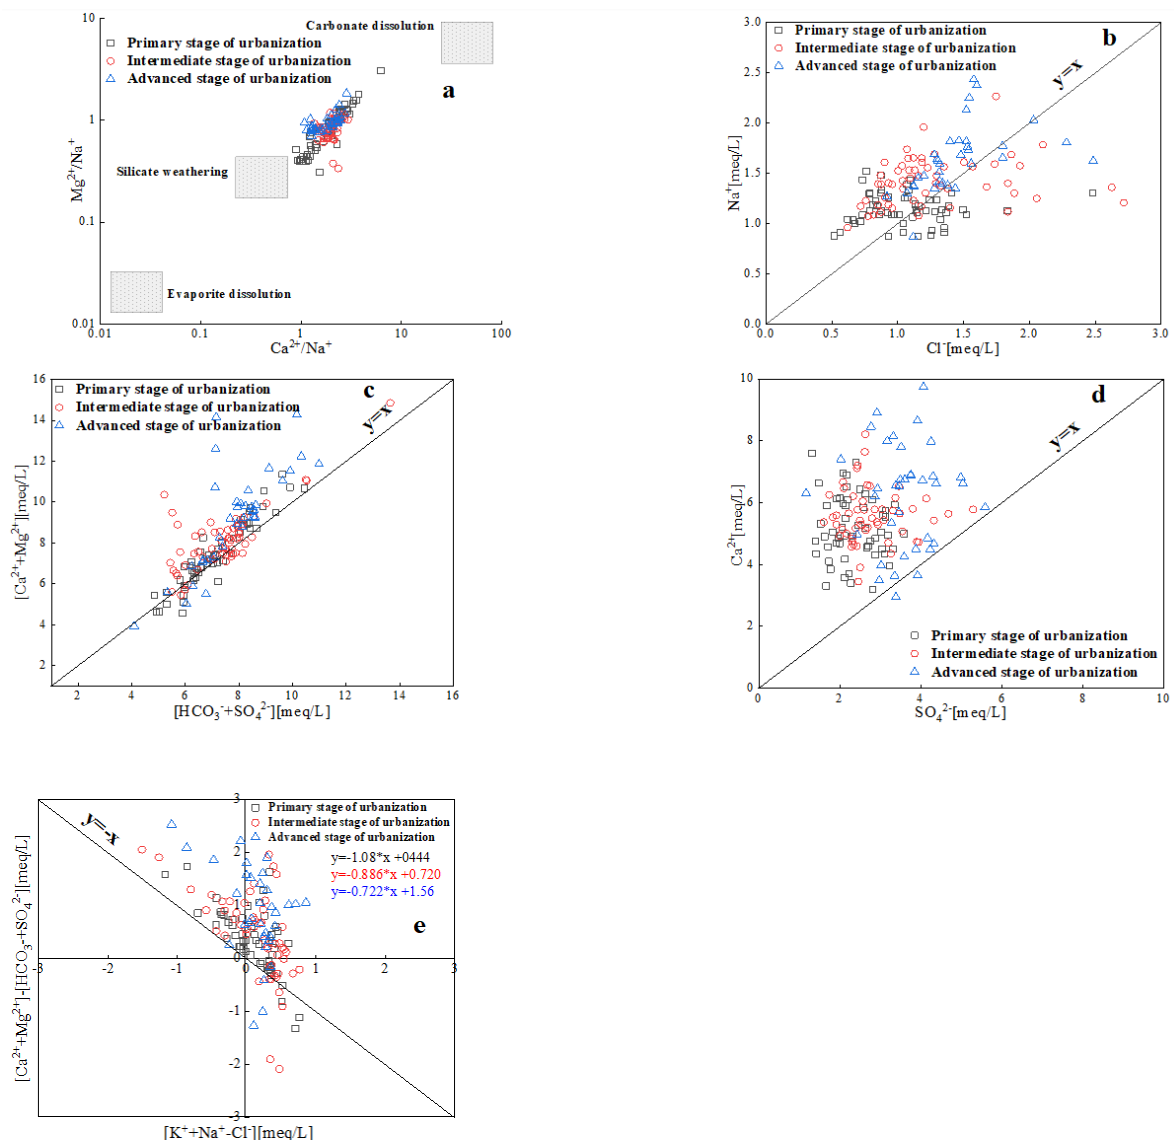 10
1
0.1
0.01
Mg²⁺/Na⁺
Carbonate dissolution
Primary stage of urbanization
Intermediate stage of urbanization
Advanced stage of urbanization
a
Silicate weathering
Evaporite dissolution
0.01
0.1
1
10
100
Ca²⁺/Na⁺
3.0
2.5
2.0
1.5
1.0
0.5
0.0
Na⁺[meq/L]
Primary stage of urbanization
Intermediate stage of urbanization
Advanced stage of urbanization
b
y=x
0.0
0.5
1.0
1.5
2.0
2.5
3.0
Cl⁻[meq/L]
16
14
12
10
8
6
4
2
[Ca²⁺+Mg²⁺][meq/L]
Primary stage of urbanization
Intermediate stage of urbanization
Advanced stage of urbanization
c
y=x
2
4
6
8
10
12
14
16
[HCO₃⁻+SO₄²⁻][meq/L]
10
8
6
4
2
0
Ca²⁺[meq/L]
d
y=x
Primary stage of urbanization
Intermediate stage of urbanization
Advanced stage of urbanization
0
2
4
6
8
10
SO₄²⁻[meq/L]
3
2
1
0
-1
-2
-3
[Ca²⁺+Mg²⁺]-[HCO₃⁻+SO₄²⁻][meq/L]
y=-x
Primary stage of urbanization
Intermediate stage of urbanization
Advanced stage of urbanization
y=-1.08*x +0444
y=-0.886*x +0.720
y=-0.722*x +1.56
e
-3
-2
-1
0
1
2
3
[K⁺+Na⁺-Cl⁻][meq/L]